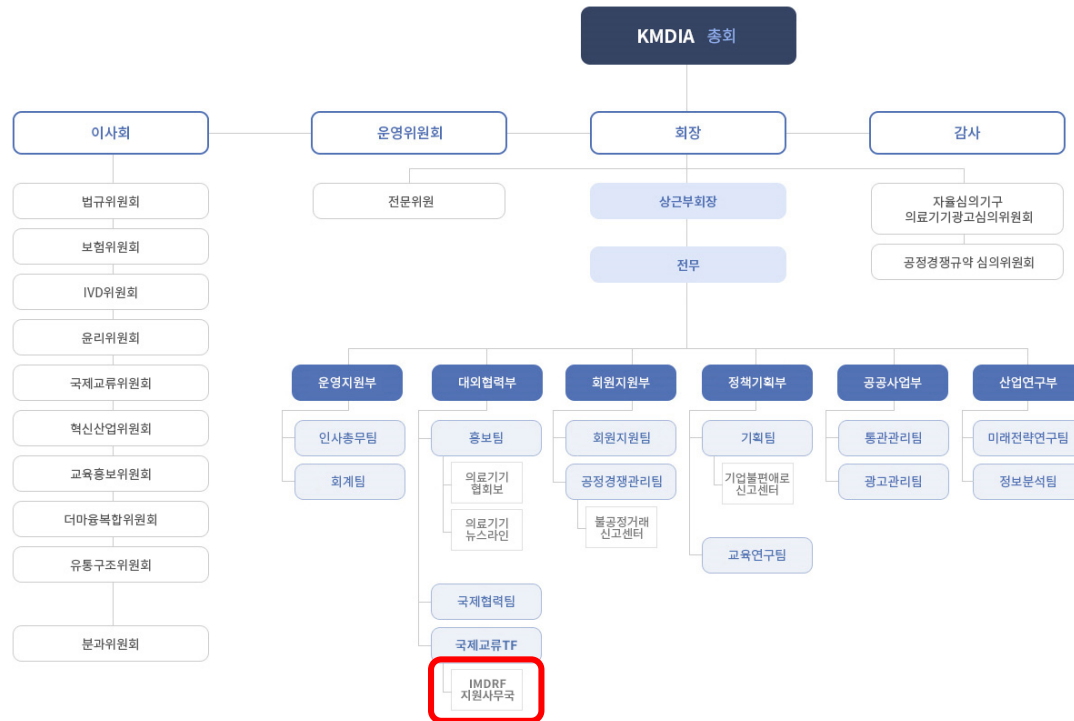 KMDIA 총회
이사회
운영위원회
회장
감사
법규위원회
보험위원회
IVD위원회
윤리위원회
국제교류위원회
혁신산업위원회
교육홍보위원회
더마융복합위원회
유통구조위원회
분과위원회
전문위원
상근부회장
전무
자율심의기구
의료기기광고심의위원회
공정경쟁규약 심의위원회
운영지원부
인사총무팀
회계팀
대외협력부
홍보팀
의료기기
협회보
의료기기
뉴스라인
국제협력팀
국제교류TF
IMDRF
지원사무국
회원지원부
회원지원팀
공정경쟁관리팀
불공정거래
신고센터
정책기획부
기획팀
기업불편애로
신고센터
교육연구팀
공공사업부
통관관리팀
광고관리팀
산업연구부
미래전략연구팀
정보분석팀